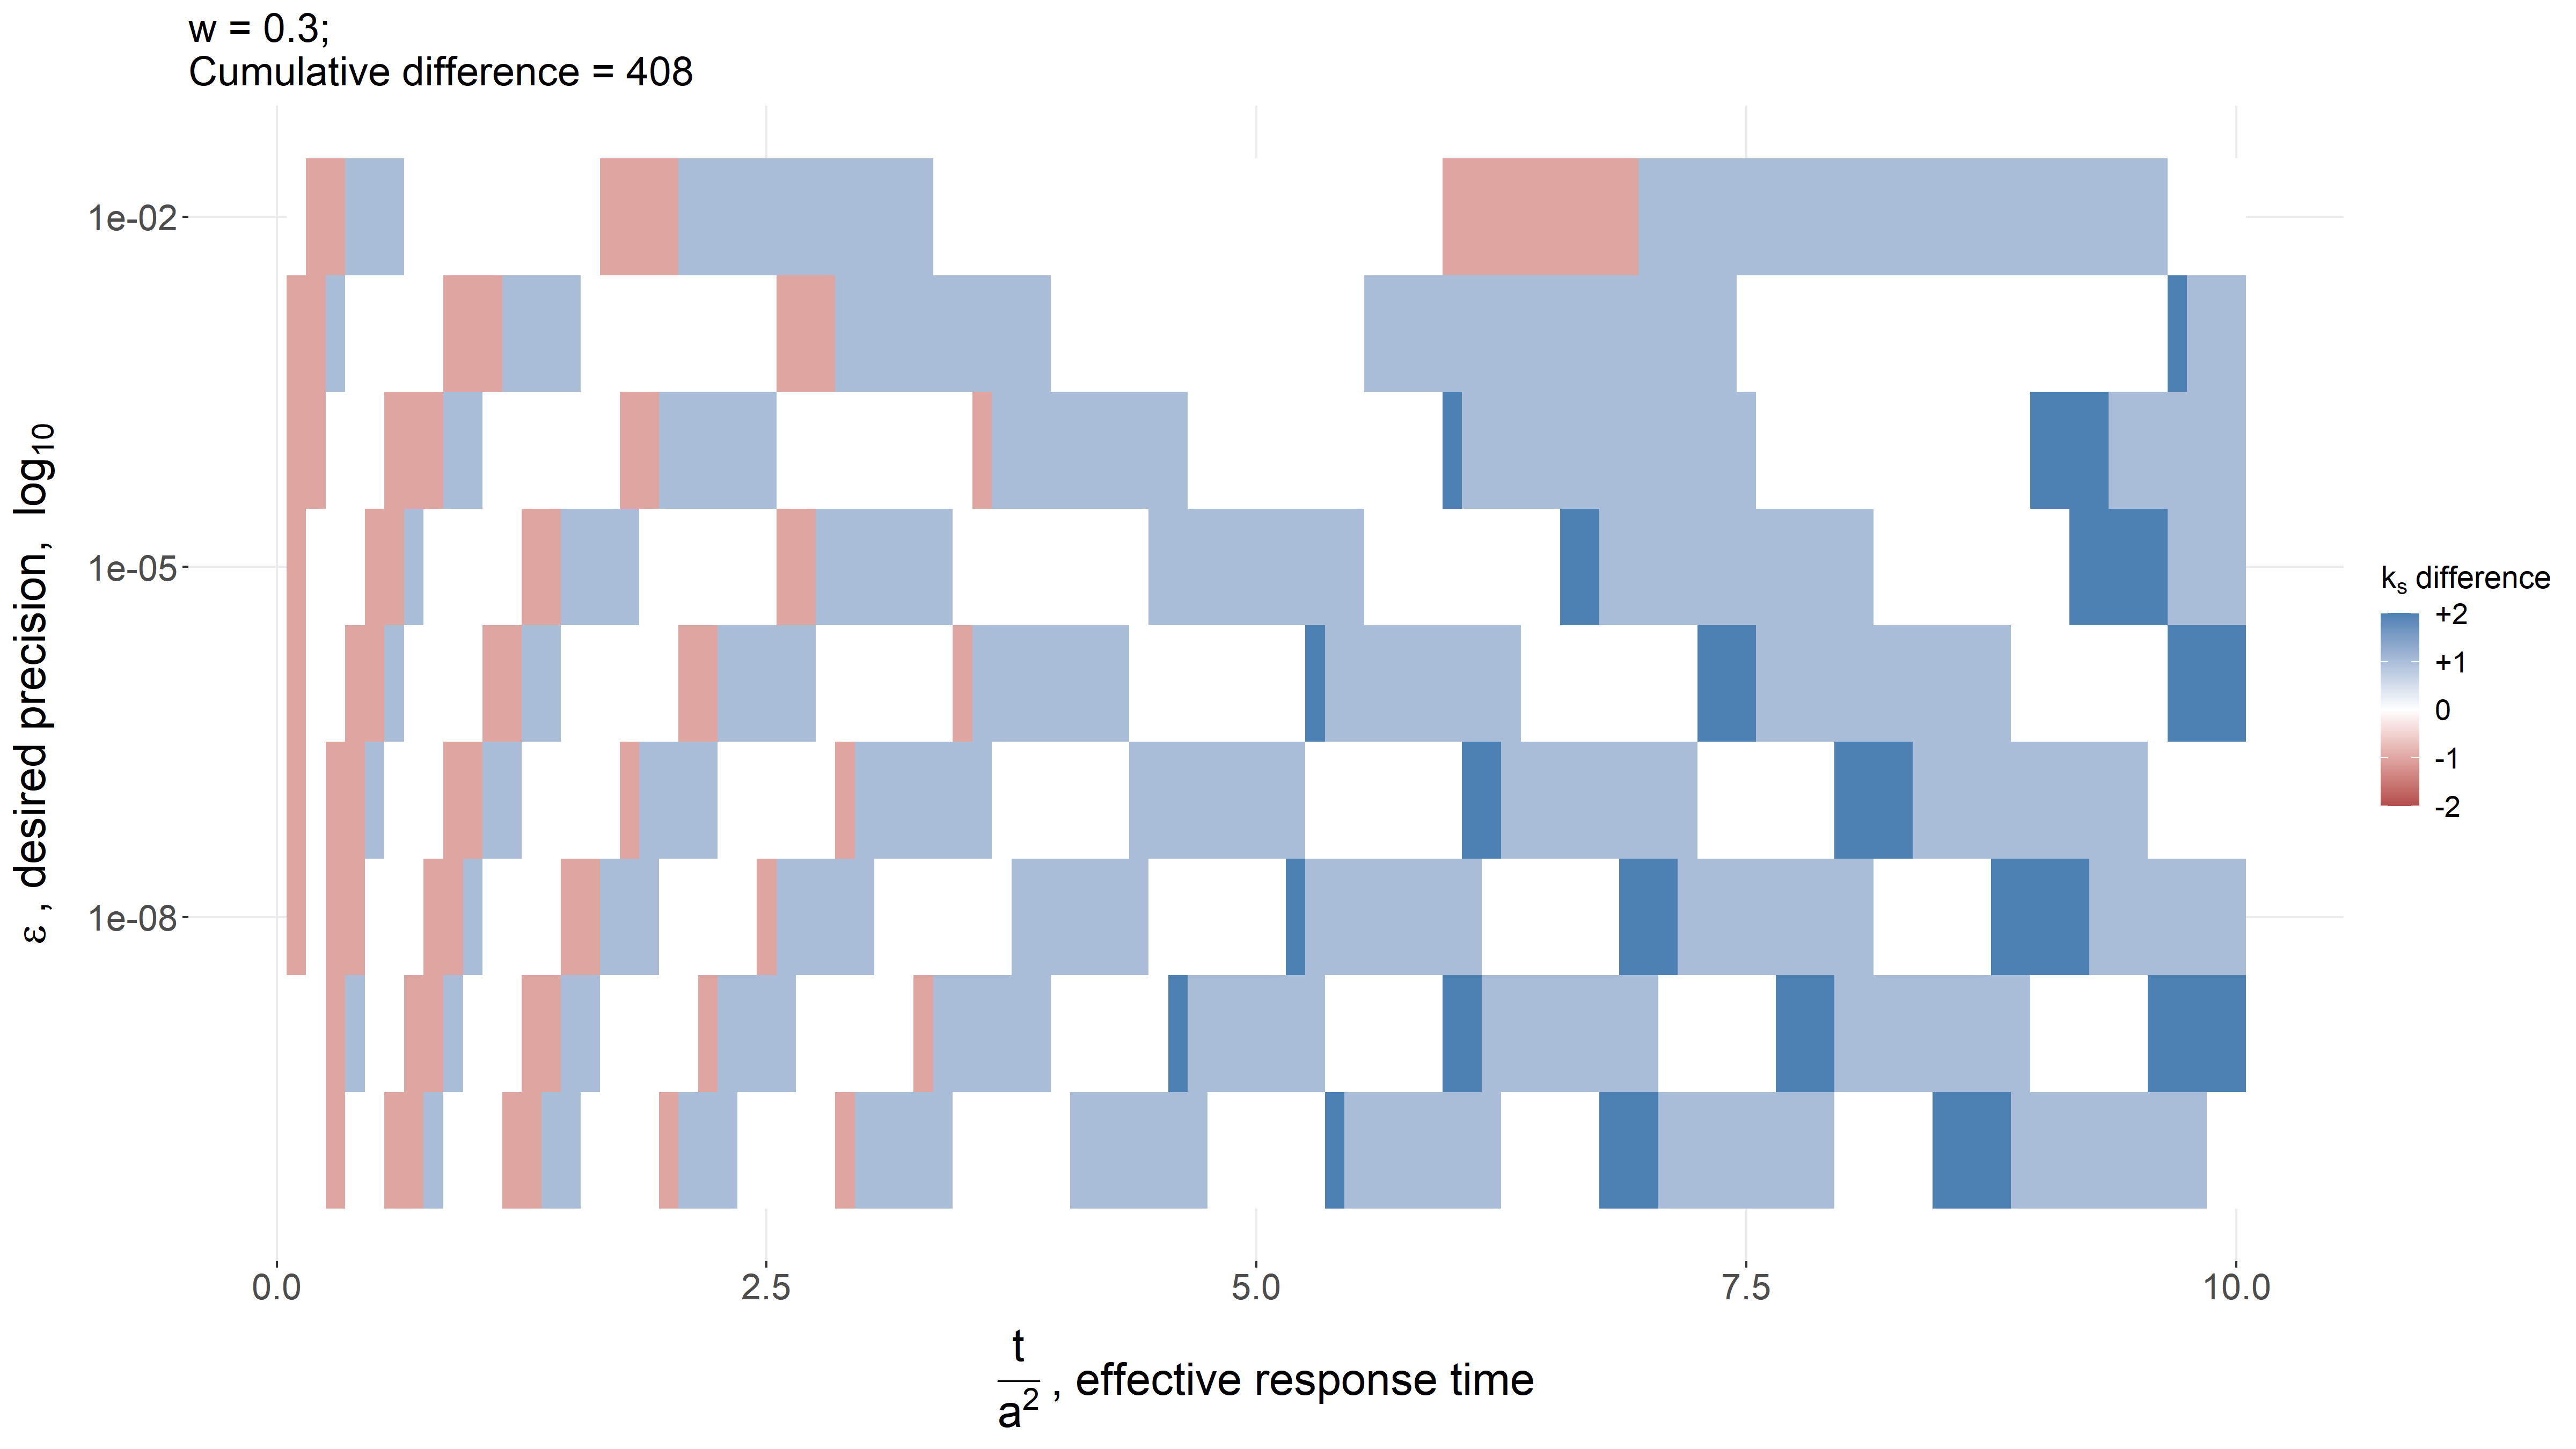 w = 0.3;
Cumulative difference = 408
1e-02
1e-05
1e-08
ε , desired precision, log₁₀
0.0
2.5
5.0
7.5
10.0
t
a² , effective response time
kₛ difference
+2
+1
0
-1
-2